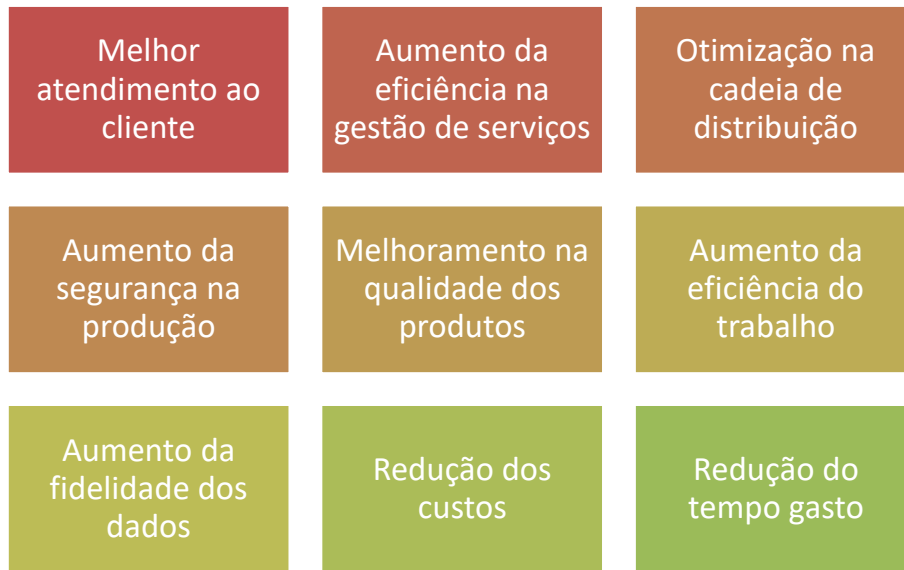 Melhor
atendimento ao
cliente
Aumento da
eficiência na
gestão de serviços
Otimização na
cadeia de
distribuição
Aumento da
segurança na
produção
Melhoramento na
qualidade dos
produtos
Aumento da
eficiência do
trabalho
Aumento da
fidelidade dos
dados
Redução dos
custos
Redução do
tempo gasto